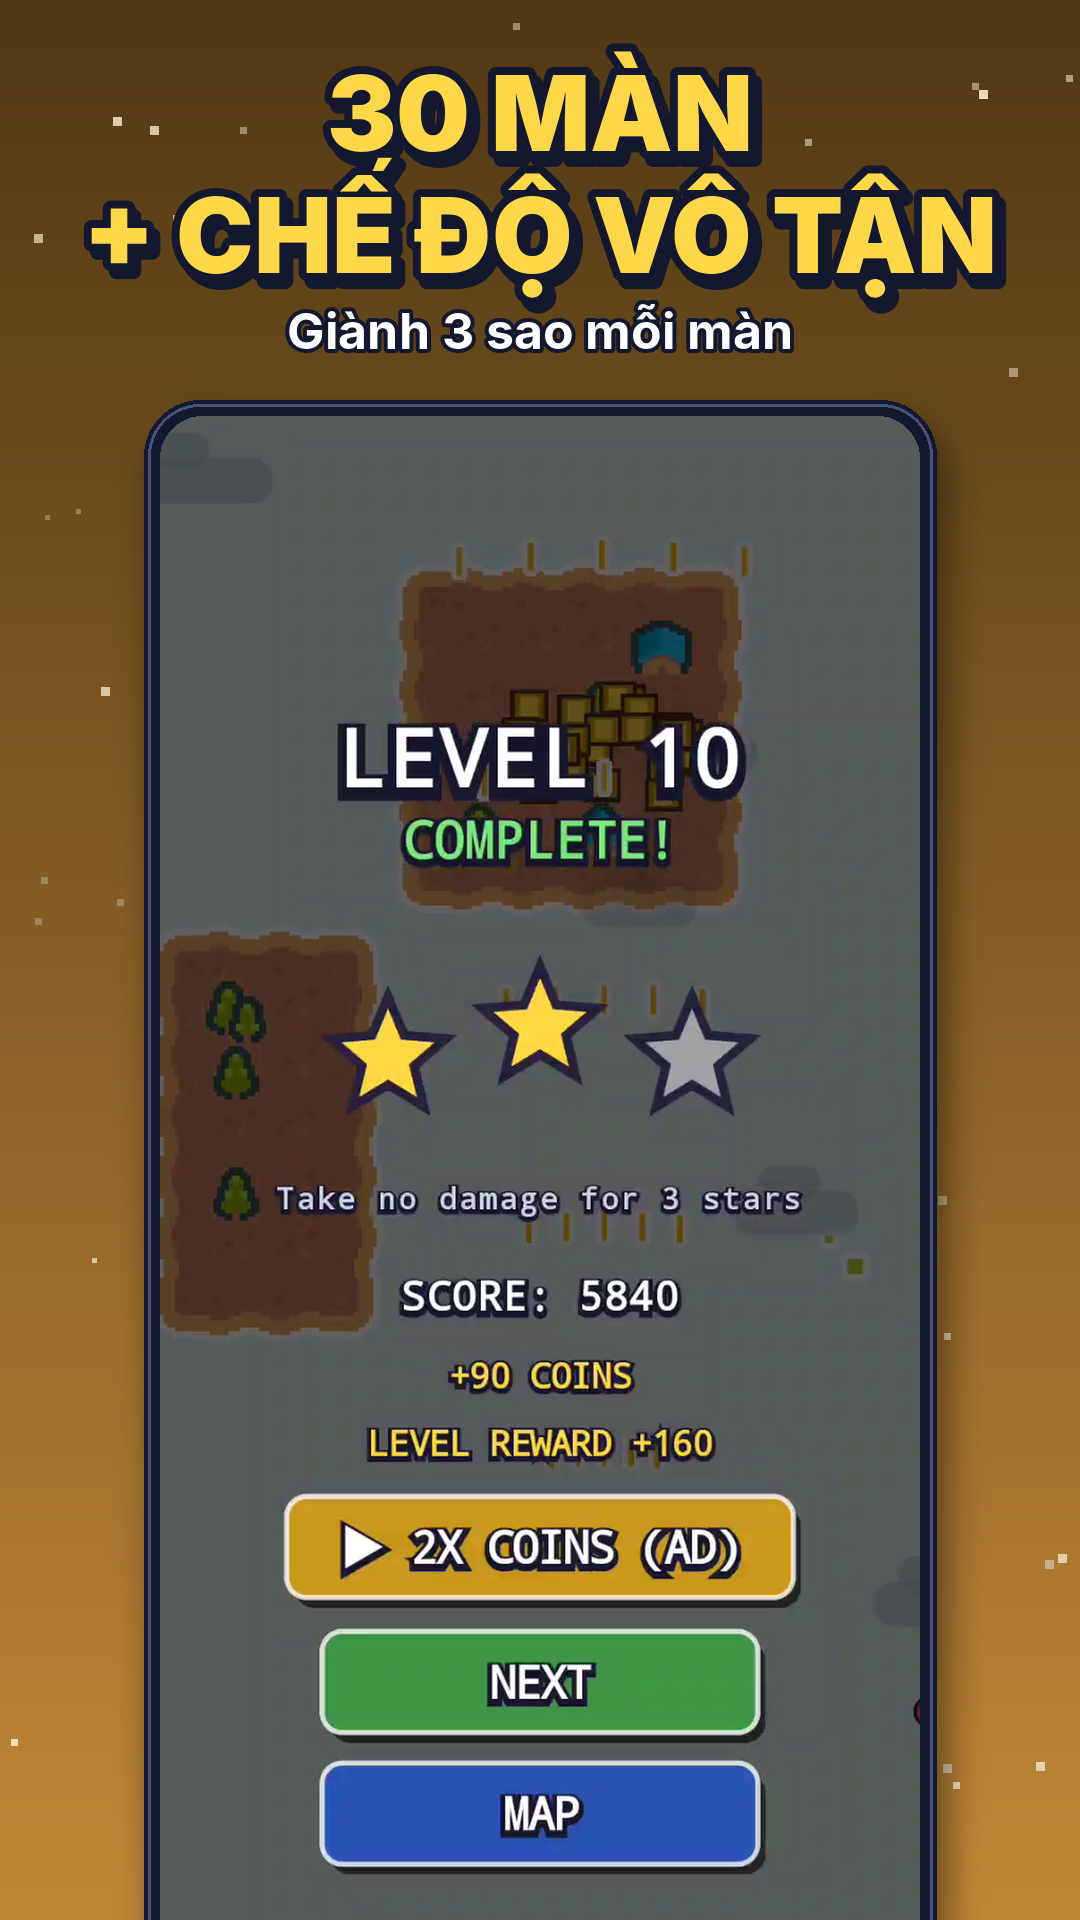 30 MÀN
+ CHẾ ĐỘ VÔ TẬN
Giành 3 sao mỗi màn
LEVEL 10
COMPLETE!
Take no damage for 3 stars
SCORE: 5840
+90 COINS
LEVEL REWARD +160
2X COINS (AD)
NEXT
MAP